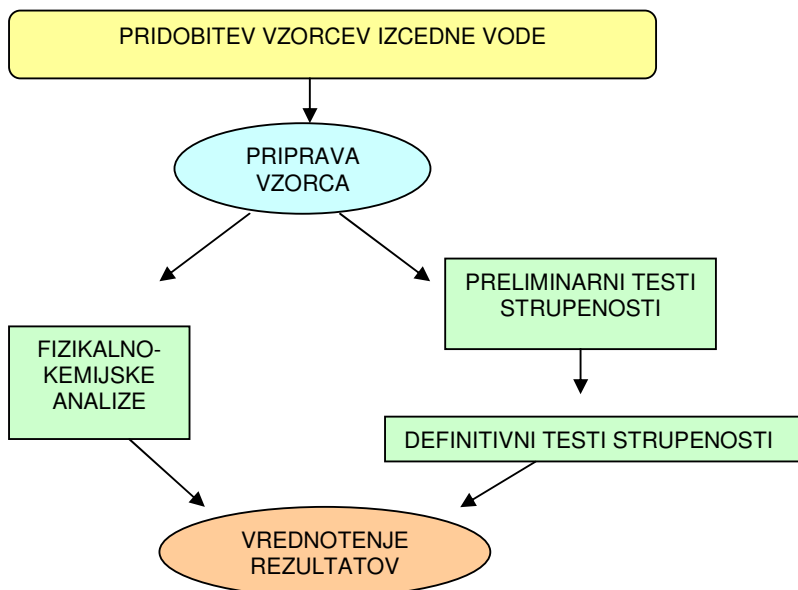 PRIDOBITEV VZORCEV IZCEDNE VODE
PRIPRAVA
VZORCA
PRELIMINARNI TESTI
STRUPENOSTI
FIZIKALNO-
KEMIJSKE
ANALIZE
DEFINITIVNI TESTI STRUPENOSTI
VREDNOTENJE
REZULTATOV